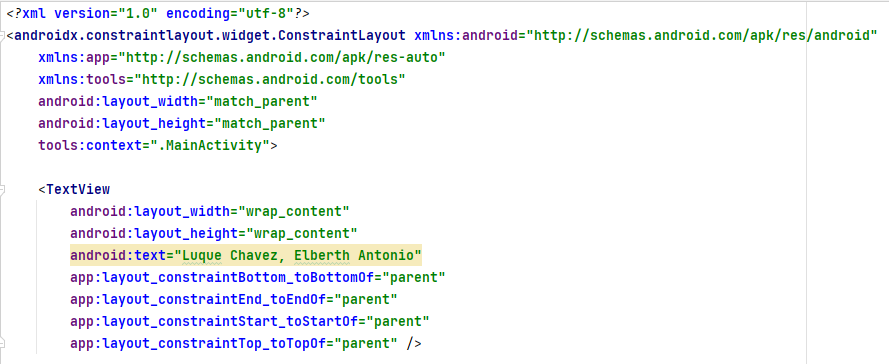 <?xml version="1.0" encoding="utf-8"?>
<androidx.constraintlayout.widget.ConstraintLayout xmlns:android="http://schemas.android.com/apk/res/android"
    xmlns:app="http://schemas.android.com/apk/res-auto"
    xmlns:tools="http://schemas.android.com/tools"
    android:layout_width="match_parent"
    android:layout_height="match_parent"
    tools:context=".MainActivity">

    <TextView
        android:layout_width="wrap_content"
        android:layout_height="wrap_content"
        android:text="Luque Chavez, Elberth Antonio"
        app:layout_constraintBottom_toBottomOf="parent"
        app:layout_constraintEnd_toEndOf="parent"
        app:layout_constraintStart_toStartOf="parent"
        app:layout_constraintTop_toTopOf="parent" />